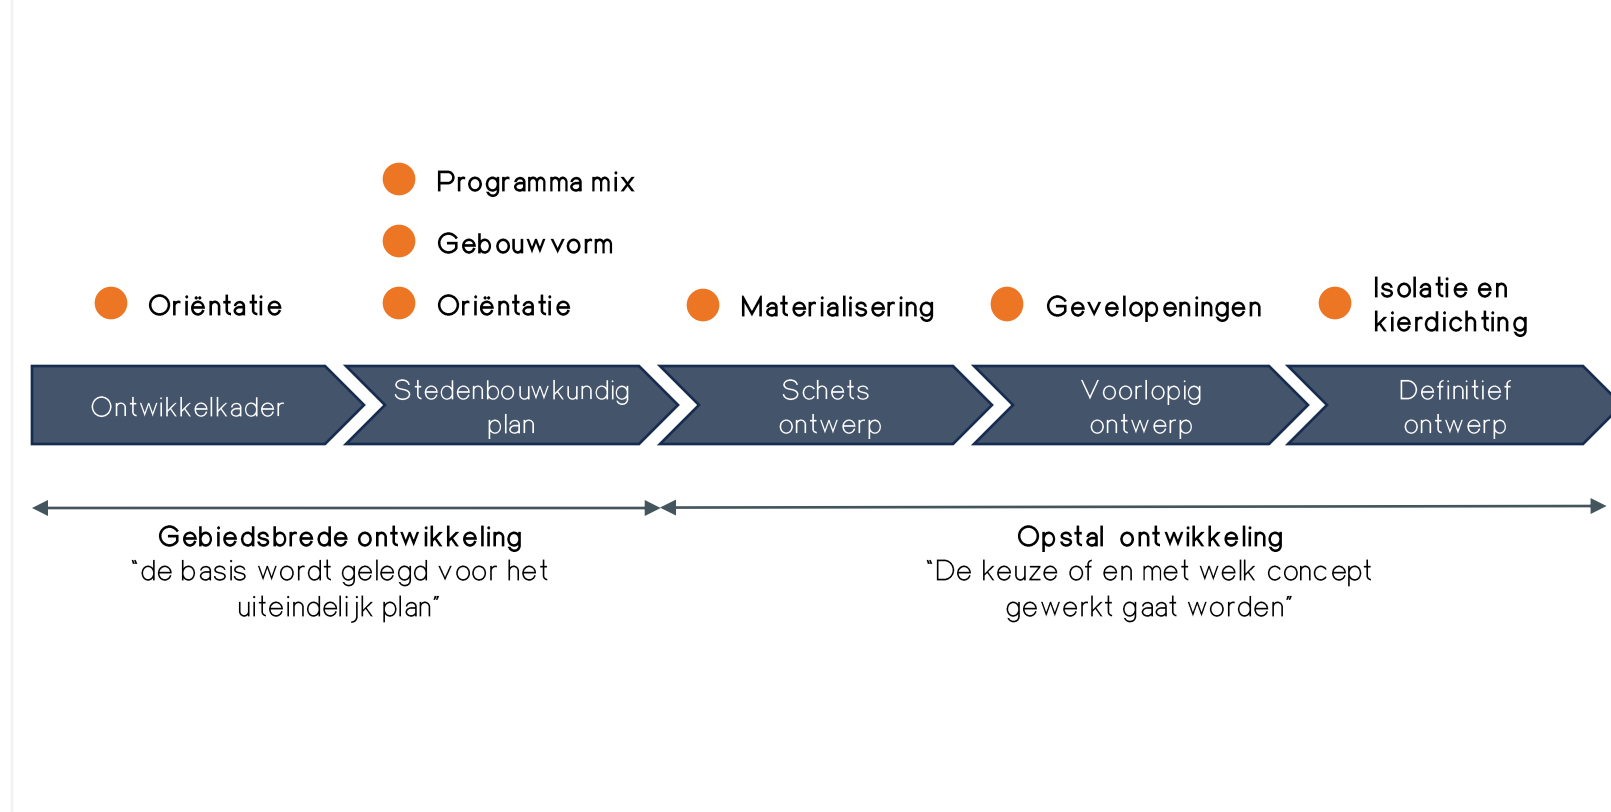 Programma mix
Gebouwvorm
Oriëntatie
Oriëntatie
Materialisering
Gevelopeningen
Isolatie en
kierdichting
Ontwikkelkader
Stedenbouwkundig
plan
Schets
ontwerp
Voorlopig
ontwerp
Definitief
ontwerp
Gebiedsbrede ontwikkeling
"de basis wordt gelegd voor het
uiteindelijk plan"
Opstal ontwikkeling
"De keuze of en met welk concept
gewerkt gaat worden"